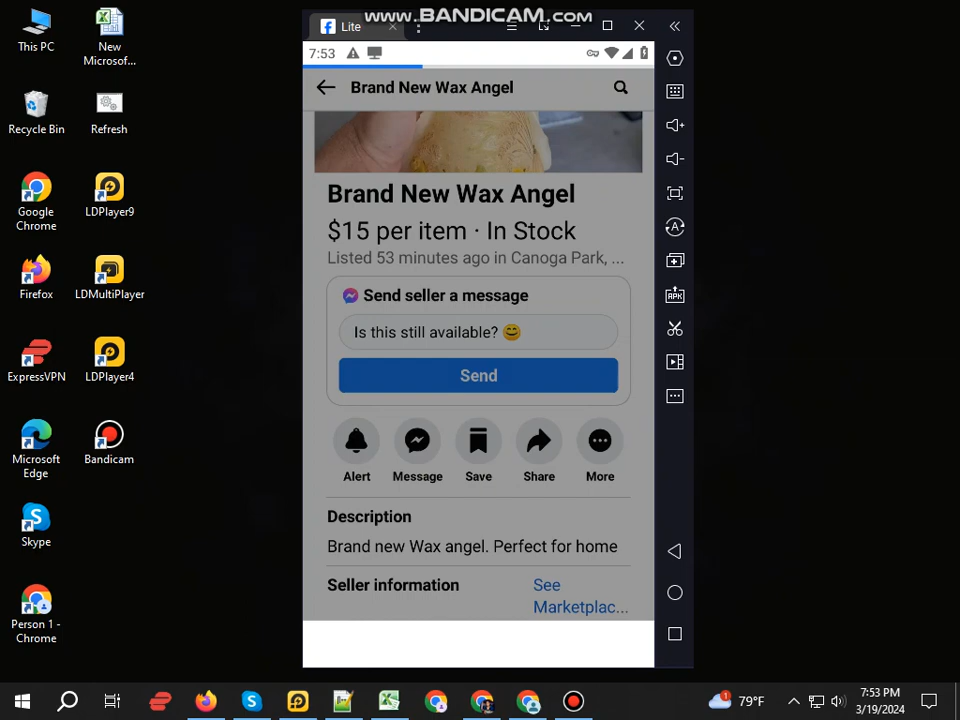 www.BANDICAM.com
Lite
7:53
Brand New Wax Angel
Brand New Wax Angel
$15 per item · In Stock
Listed 53 minutes ago in Canoga Park, ...
Send seller a message
Is this still available? 😄
Send
Alert Message Save Share More
Description
Brand new Wax angel. Perfect for home
Seller information
See
Marketplac...
This PC
New
Microsof...
Recycle Bin
Refresh
Google
Chrome
LDPlayer9
Firefox
LDMultiPlayer
ExpressVPN
LDPlayer4
Microsoft
Edge
Bandicam
Skype
Person 1 -
Chrome
APK
79°F
7:53 PM
3/19/2024